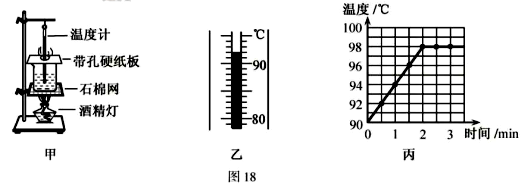 温度计
带孔硬纸板
石棉网
酒精灯
甲
℃
90
80
乙
温度/℃
100
98
96
94
92
90
0 1 2 3 时间/min
丙
图18